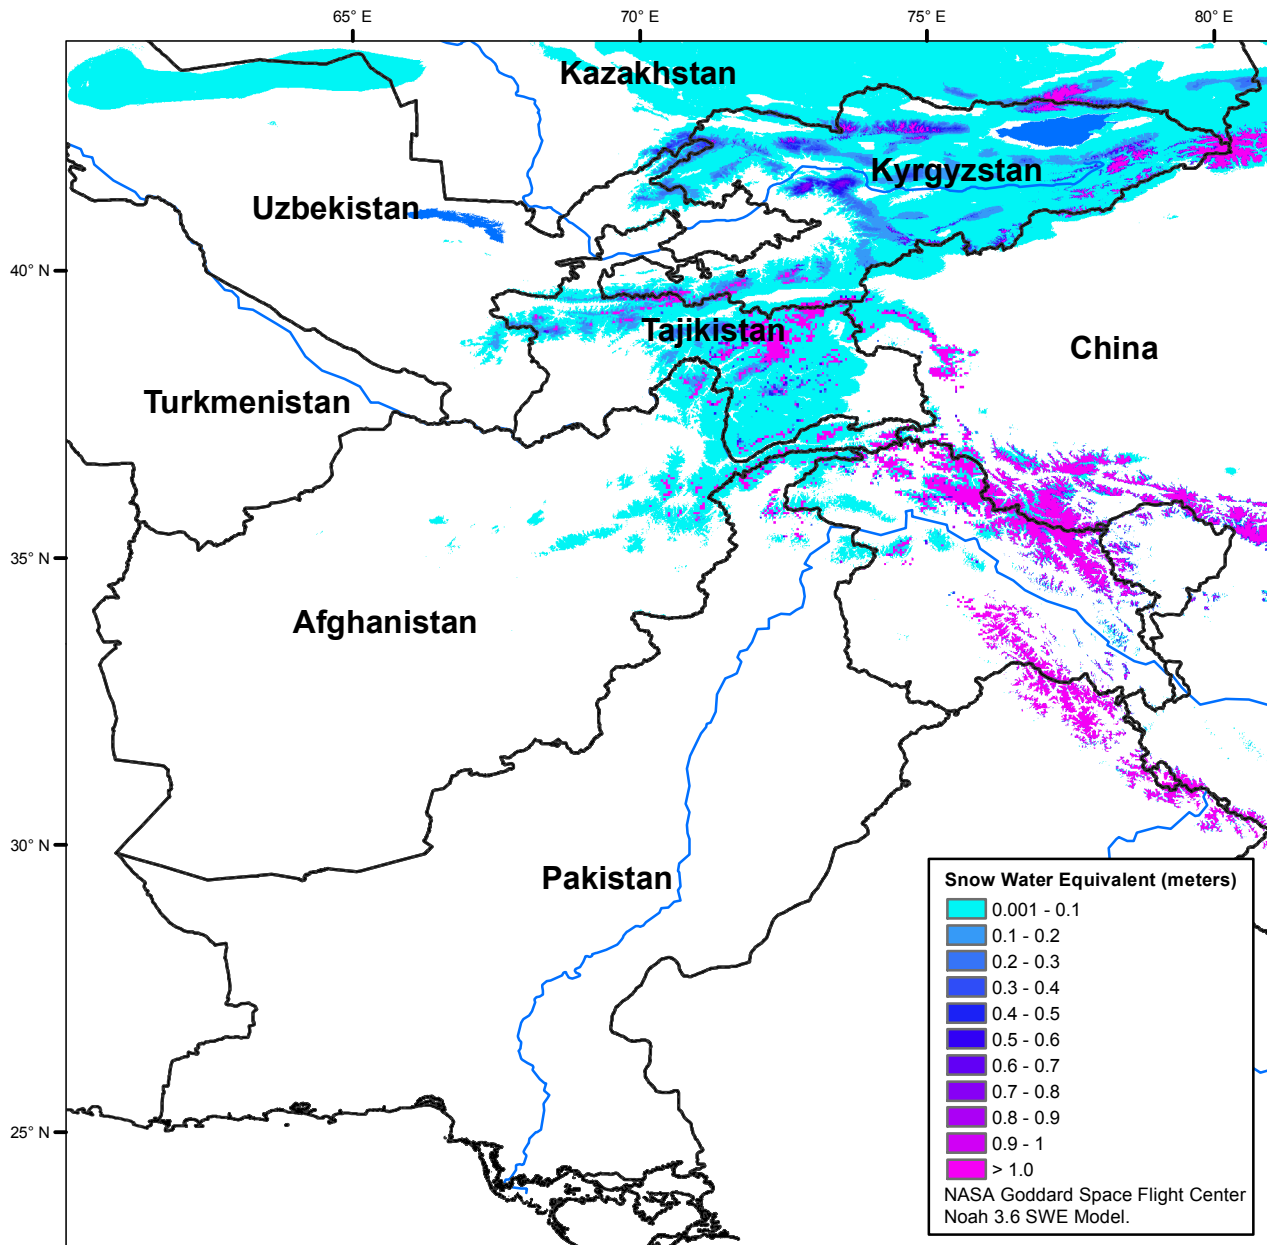 65° E
70° E
75° E
80° E
Kazakhstan
Kyrgyzstan
Uzbekistan
40° N
Tajikistan
China
Turkmenistan
35° N
Afghanistan
30° N
Pakistan
25° N
Snow Water Equivalent (meters)
0.001 - 0.1
0.1 - 0.2
0.2 - 0.3
0.3 - 0.4
0.4 - 0.5
0.5 - 0.6
0.6 - 0.7
0.7 - 0.8
0.8 - 0.9
0.9 - 1
> 1.0
NASA Goddard Space Flight Center
Noah 3.6 SWE Model.